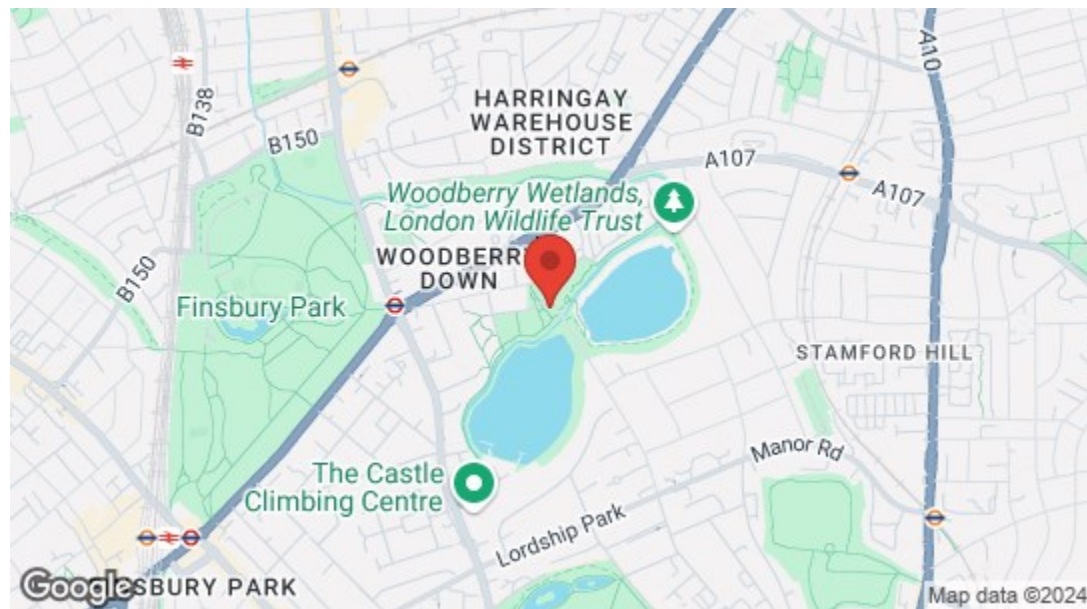 A10
B138
HARRINGAY
WAREHOUSE
DISTRICT
B150
A107
A107
Woodberry Wetlands,
London Wildlife Trust
WOODBERRY
DOWN
B150
Finsbury Park
STAMFORD HILL
Manor Rd
The Castle
Climbing Centre
Lordship Park
Google
SBURY PARK
Map data ©2024